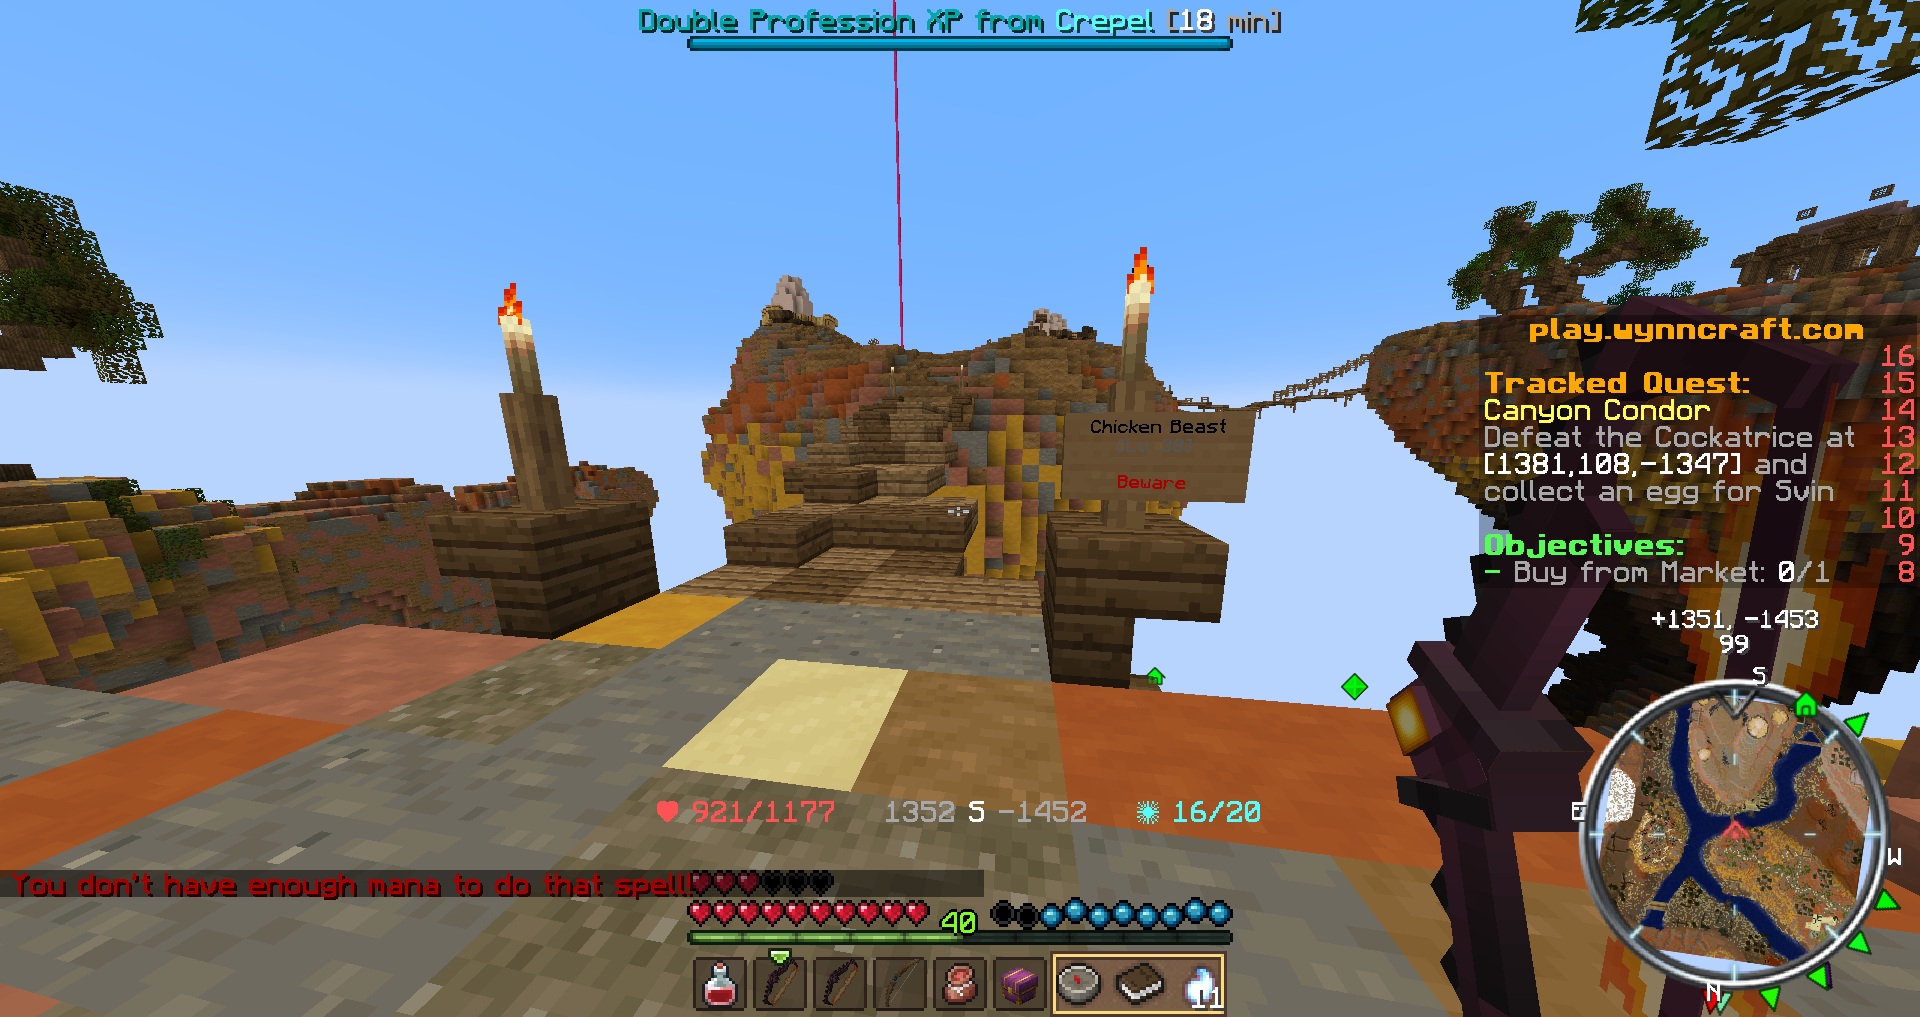 Double Profession XP from Crepel [18 min]
Chicken Beast
Beware
play.wynncraft.com
16
Tracked Quest: 15
Canyon Condor 14
Defeat the Cockatrice at 13
[1381,108,-1347] and 12
collect an egg for Svin 11
10
Objectives: 9
- Buy from Market: 0/1 8
+1351, -1453
99
S
E
W
N
921/1177 1352 S -1452 16/20
You don't have enough mana to do that spell!
40
11